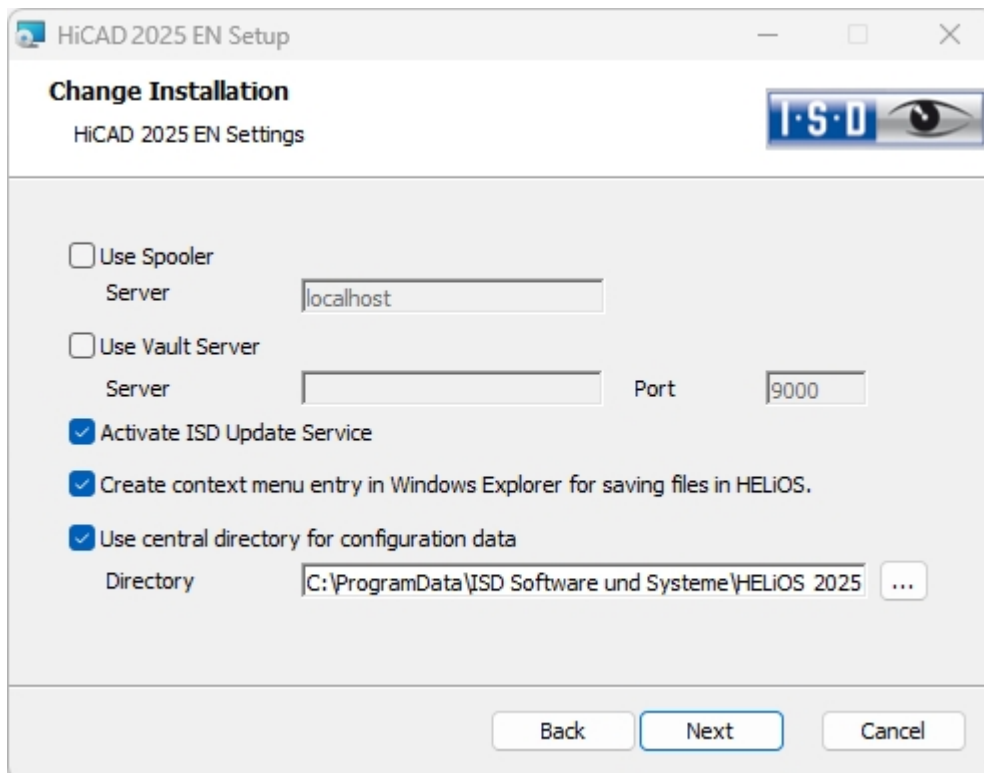 HiCAD 2025 EN Setup
Change Installation
HiCAD 2025 EN Settings
I·S·D
Use Spooler
Server localhost
Use Vault Server
Server Port 9000
Activate ISD Update Service
Create context menu entry in Windows Explorer for saving files in HELiOS.
Use central directory for configuration data
Directory C:\ProgramData\ISD Software und Systeme\HELiOS 2025 ...
Back Next Cancel